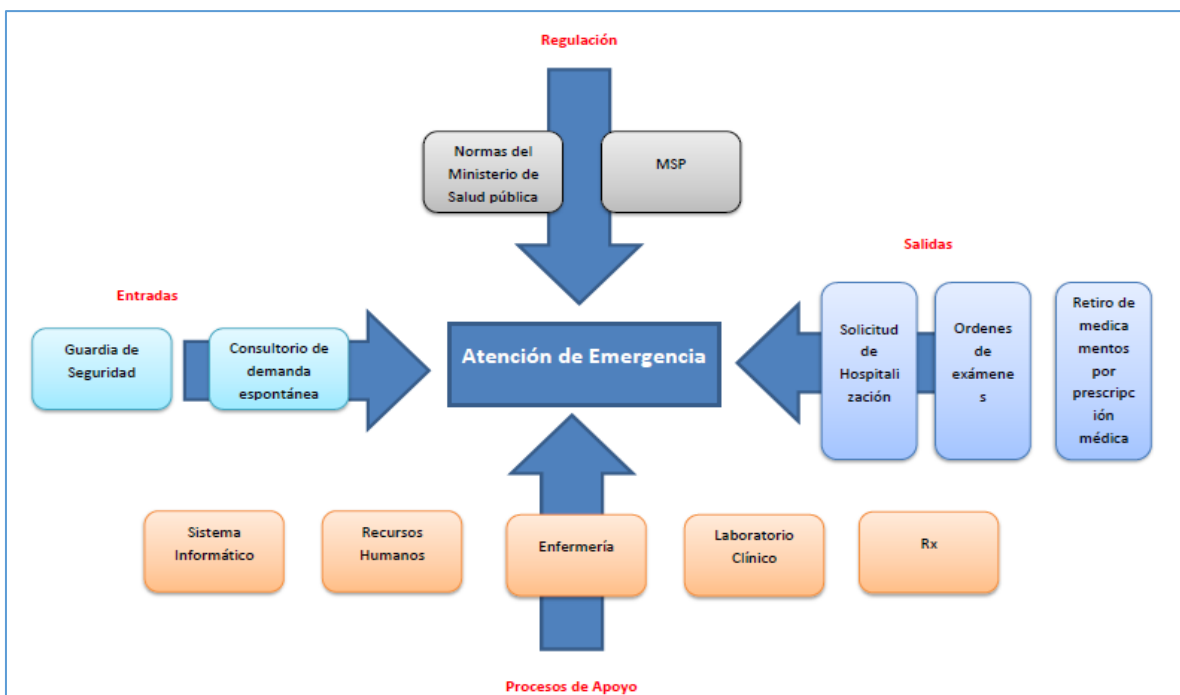 Regulación
Normas del
Ministerio de
Salud pública
MSP
Entradas
Guardia de
Seguridad
Consultorio de
demanda
espontánea
Atención de Emergencia
Salidas
Solicitud
de
Hospitali
zación
Ordenes
de
exámene
s
Retiro de
medica
mentos
por
prescripc
ión
médica
Sistema
Informático
Recursos
Humanos
Enfermería
Laboratorio
Clínico
Rx
Procesos de Apoyo